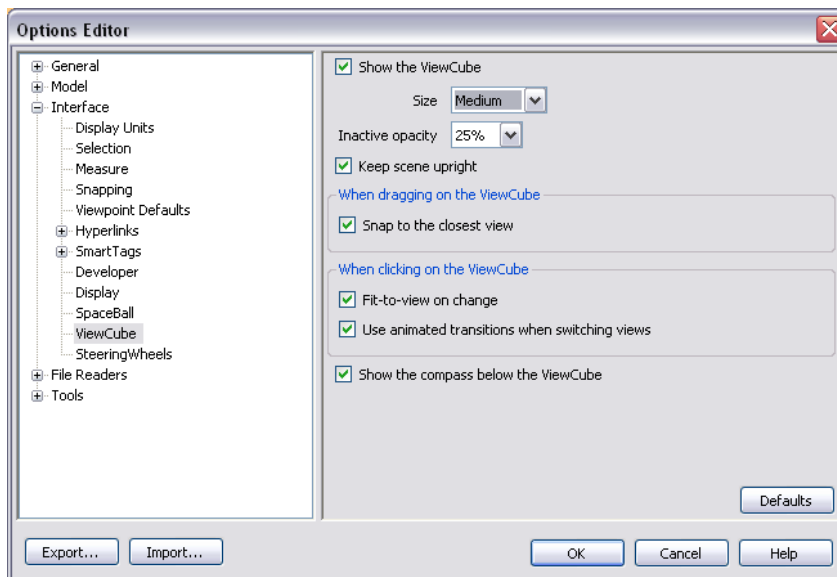 Options Editor
General
Model
Interface
Display Units
Selection
Measure
Snapping
Viewpoint Defaults
Hyperlinks
SmartTags
Developer
Display
SpaceBall
ViewCube
SteeringWheels
File Readers
Tools
Show the ViewCube
Size Medium
Inactive opacity 25%
Keep scene upright
When dragging on the ViewCube
Snap to the closest view
When clicking on the ViewCube
Fit-to-view on change
Use animated transitions when switching views
Show the compass below the ViewCube
Defaults
Export... Import... OK Cancel Help